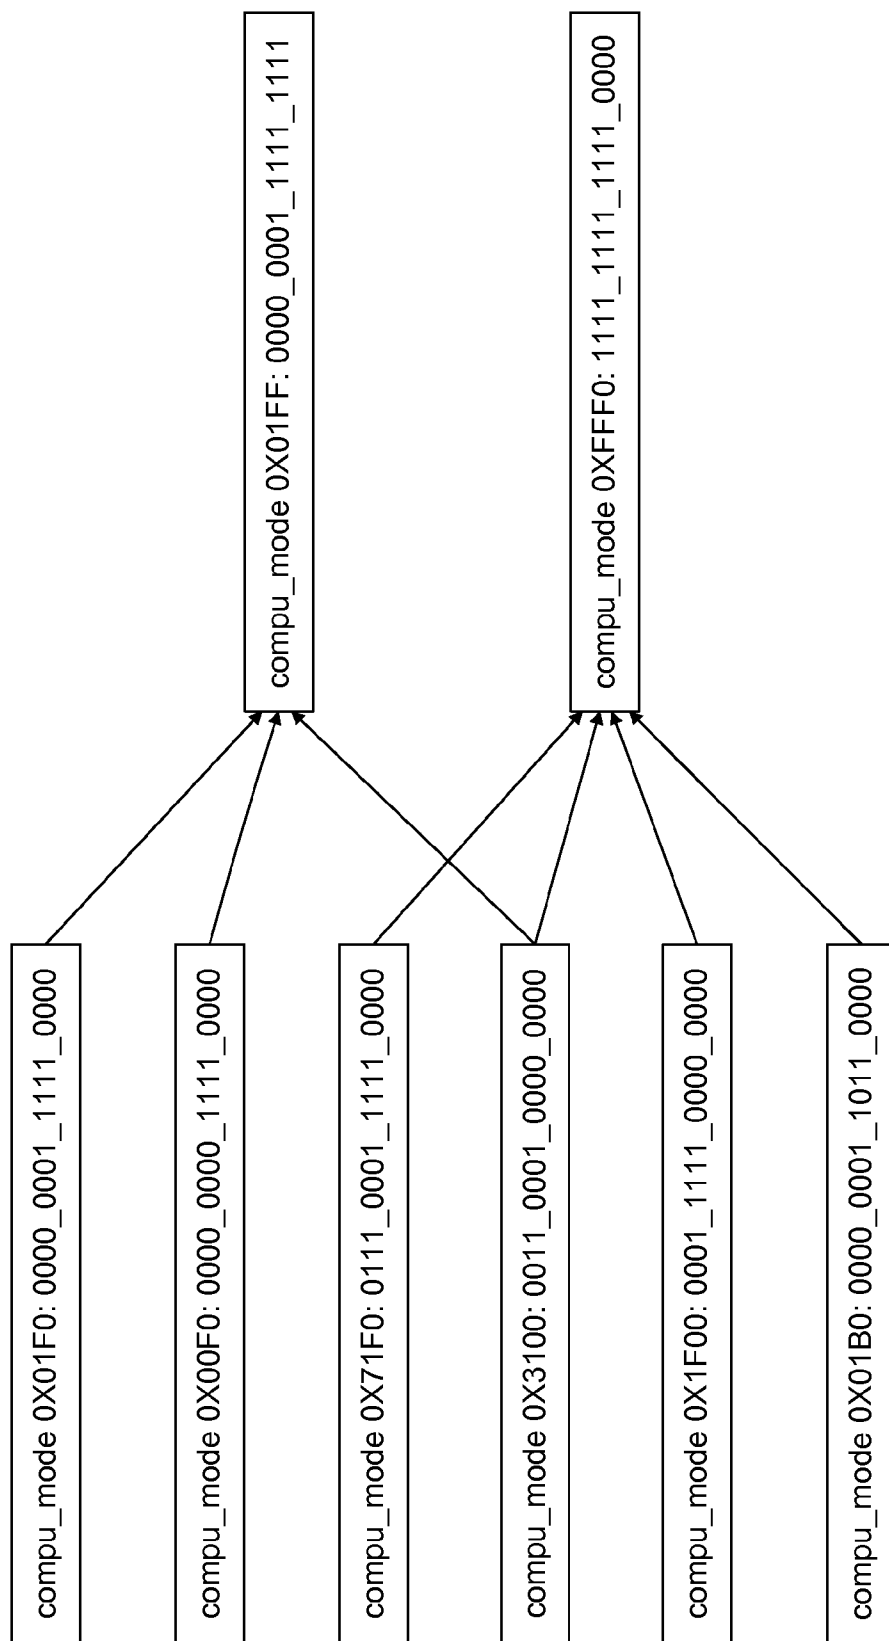 compu_mode 0X01FF: 0000_0001_1111_1111
compu_mode 0XFFF0: 1111_1111_1111_0000
compu_mode 0X01F0: 0000_0001_1111_0000
compu_mode 0X00F0: 0000_0000_1111_0000
compu_mode 0X71F0: 0111_0001_1111_0000
compu_mode 0X3100: 0011_0001_0000_0000
compu_mode 0X1F00: 0001_1111_0000_0000
compu_mode 0X01B0: 0000_0001_1011_0000